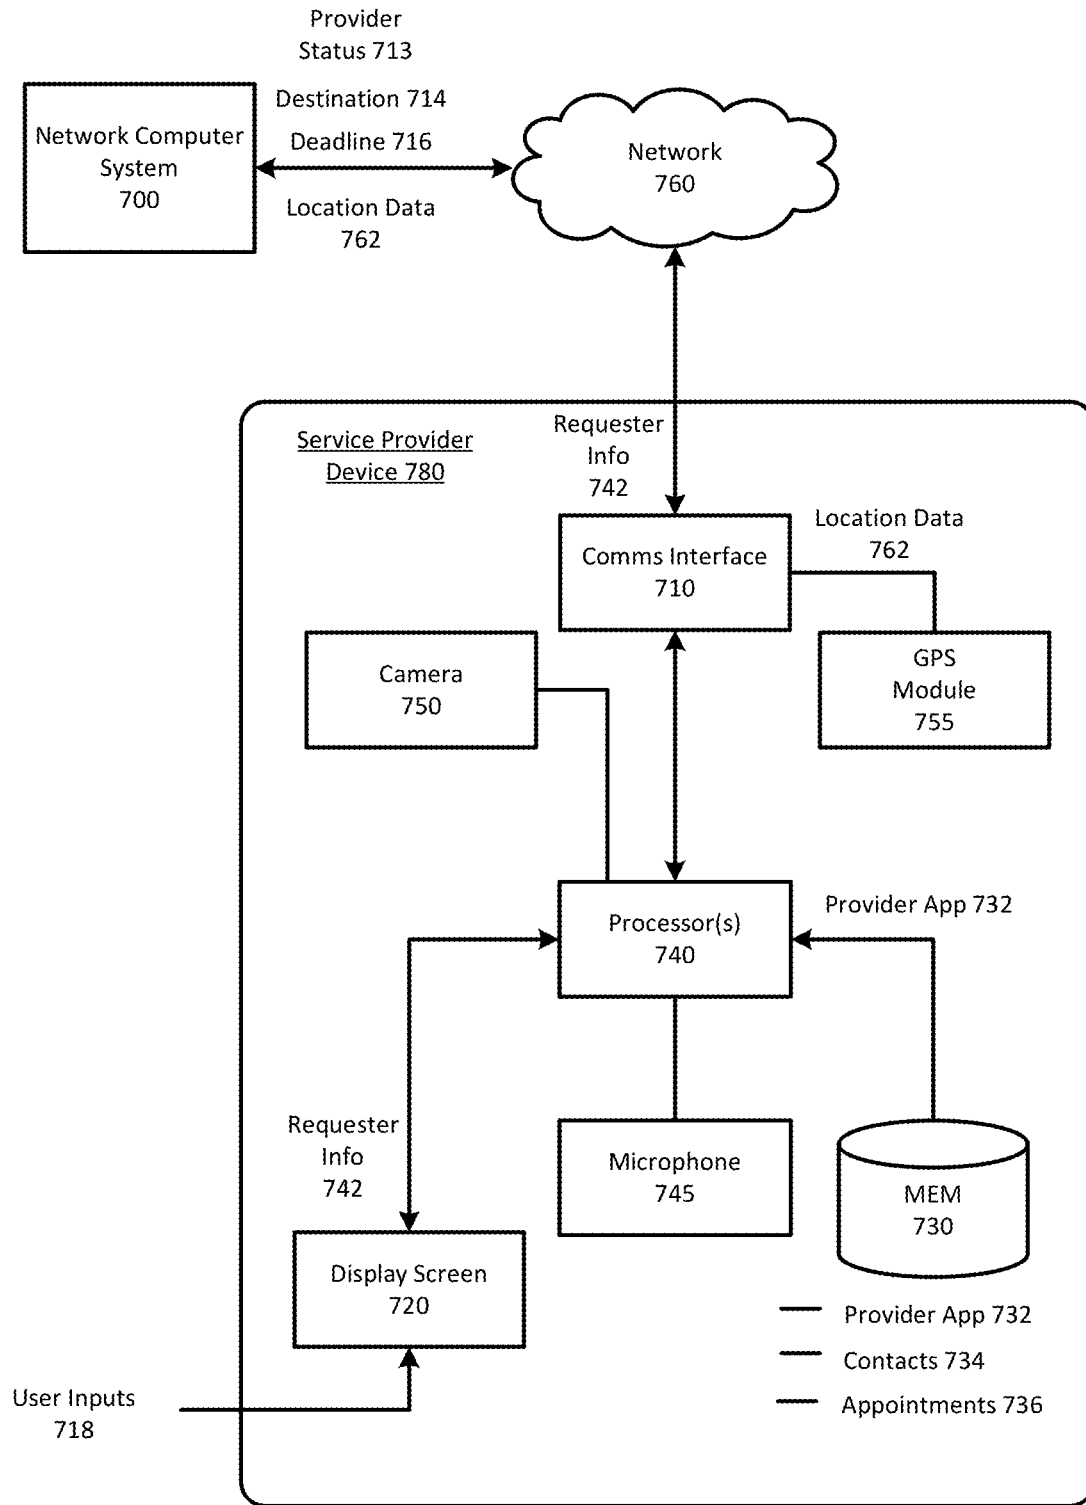 Provider
Status 713
Destination 714
Deadline 716
Location Data
762
Network Computer
System
700
Network
760
Service Provider
Device 780
Requester
Info
742
Comms Interface
710
Location Data
762
GPS
Module
755
Camera
750
Processor(s)
740
Provider App 732
Requester
Info
742
Microphone
745
MEM
730
Display Screen
720
Provider App 732
Contacts 734
Appointments 736
User Inputs
718